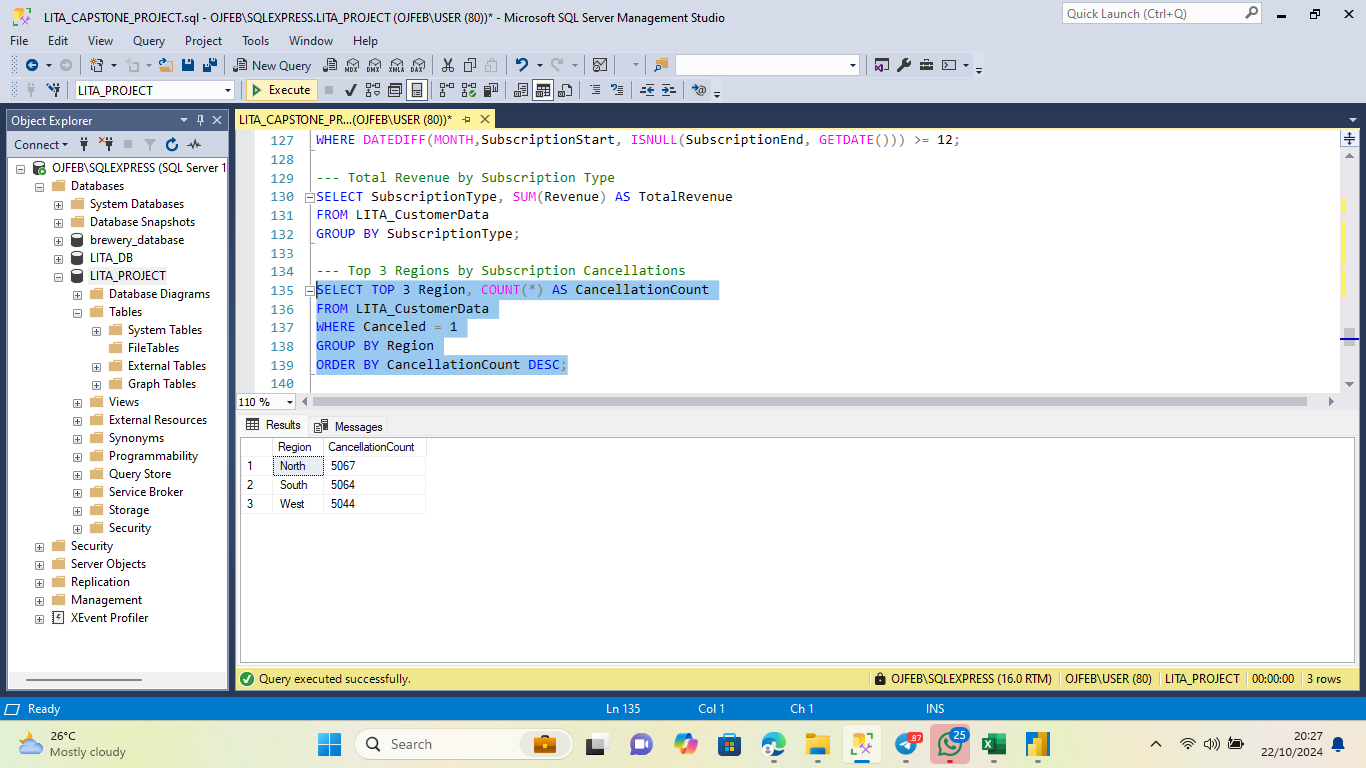 LITA_CAPSTONE_PROJECT.sql - OJFEB\SQLEXPRESS.LITA_PROJECT (OJFEB\USER (80))* - Microsoft SQL Server Management Studio
Quick Launch (Ctrl+Q)
File Edit View Query Project Tools Window Help
New Query MDX DMX XMLA DAX
LITA_PROJECT Execute
Object Explorer
LITA_CAPSTONE_PR...(OJFEB\USER (80))*
Connect
OJFEB\SQLEXPRESS (SQL Server 1
Databases
System Databases
Database Snapshots
brewery_database
LITA_DB
LITA_PROJECT
Database Diagrams
Tables
System Tables
FileTables
External Tables
Graph Tables
Views
External Resources
Synonyms
Programmability
Query Store
Service Broker
Storage
Security
Security
Server Objects
Replication
Management
XEvent Profiler
127 WHERE DATEDIFF(MONTH,SubscriptionStart, ISNULL(SubscriptionEnd, GETDATE())) >= 12;
128
129 --- Total Revenue by Subscription Type
130 SELECT SubscriptionType, SUM(Revenue) AS TotalRevenue
131 FROM LITA_CustomerData
132 GROUP BY SubscriptionType;
133
134 --- Top 3 Regions by Subscription Cancellations
135 SELECT TOP 3 Region, COUNT(*) AS CancellationCount
136 FROM LITA_CustomerData
137 WHERE Canceled = 1
138 GROUP BY Region
139 ORDER BY CancellationCount DESC;
140
110 %
Results Messages
Region CancellationCount
1 North 5067
2 South 5064
3 West 5044
Query executed successfully. OJFEB\SQLEXPRESS (16.0 RTM) OJFEB\USER (80) LITA_PROJECT 00:00:00 3 rows
Ready Ln 135 Col 1 Ch 1 INS
26°C
Mostly cloudy
Search
87
25
20:27
22/10/2024